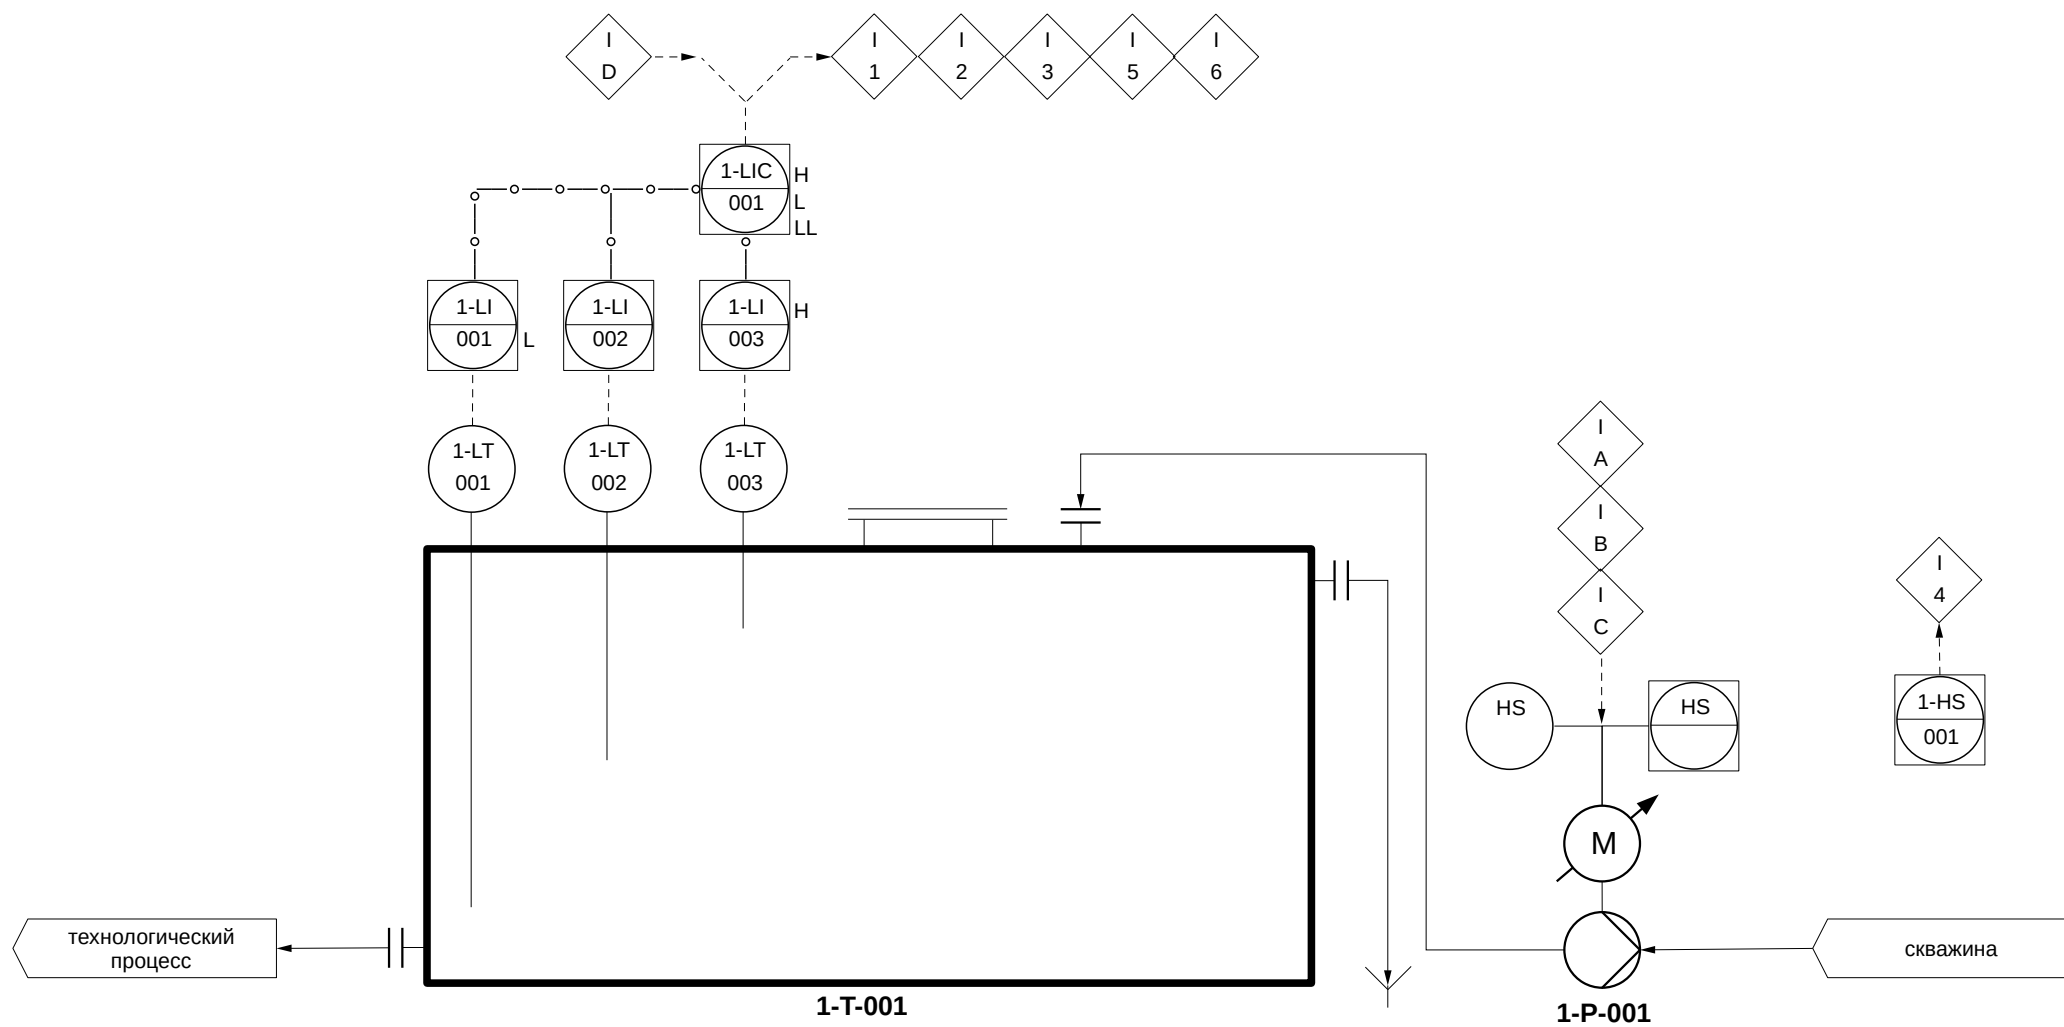 I
D
I
1
I
2
I
3
I
5
I
6
1-LIC
001
H
L
LL
1-LI
001
L
1-LI
002
1-LI
003
H
1-LT
001
1-LT
002
1-LT
003
I
A
I
B
I
C
I
4
HS
HS
1-HS
001
M
технологический
процесс
скважина
1-T-001
1-P-001